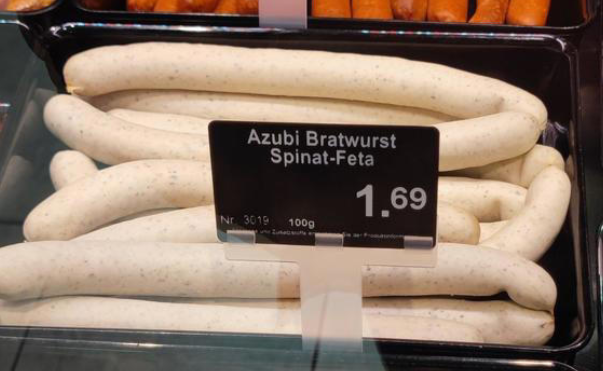 Azubi Bratwurst
Spinat-Feta
1.69
Nr. 3019 100g